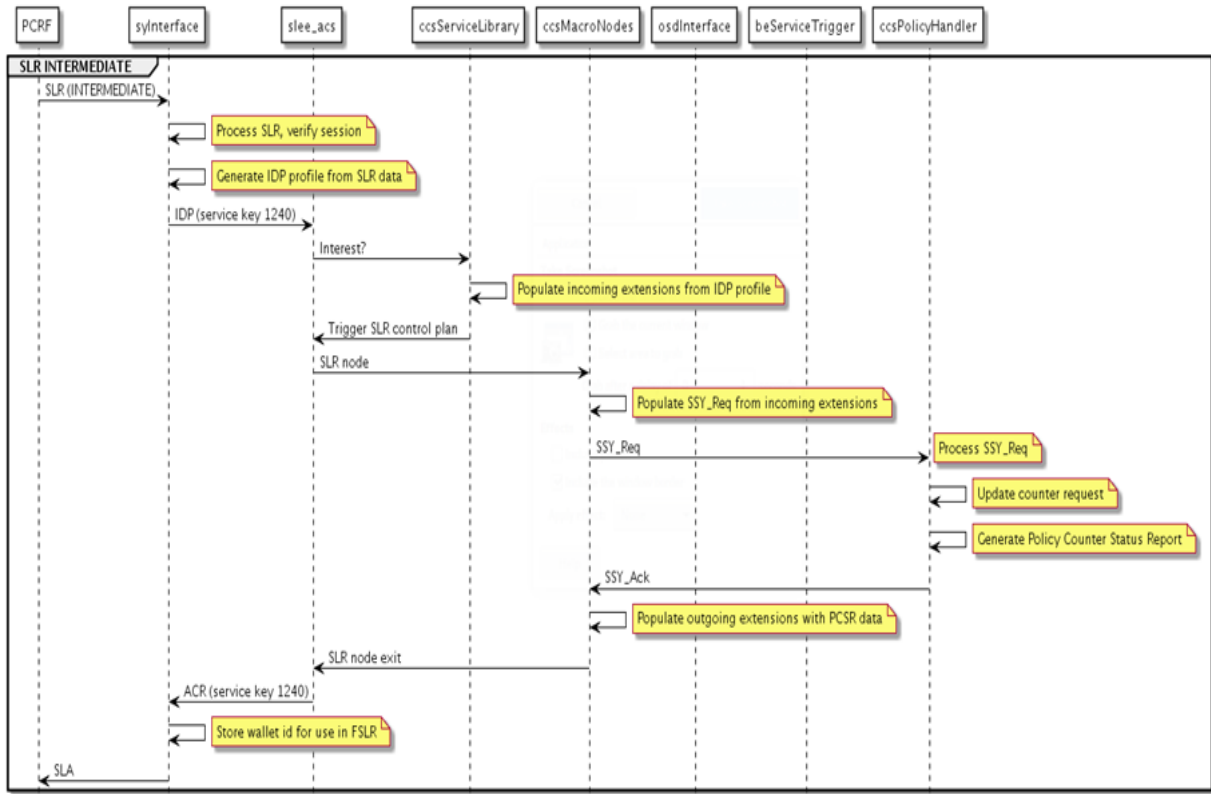 PCRF
syInterface
slee_acs
ccsServiceLibrary
ccsMacroNodes
osdInterface
beServiceTrigger
ccsPolicyHandler
SLR INTERMEDIATE
SLR (INTERMEDIATE)
Process SLR, verify session
Generate IDP profile from SLR data
IDP (service key 1240)
Interest?
Populate incoming extensions from IDP profile
Trigger SLR control plan
SLR node
Populate SSY_Req from incoming extensions
SSY_Req
Process SSY_Req
Update counter request
Generate Policy Counter Status Report
SSY_Ack
Populate outgoing extensions with PCSR data
SLR node exit
ACR (service key 1240)
Store wallet id for use in FSLR
SLA